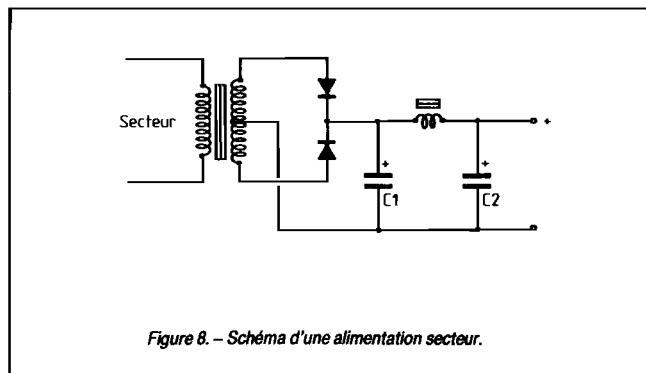 Secteur
+
+
+
C1
C2
Figure 8. – Schéma d'une alimentation secteur.